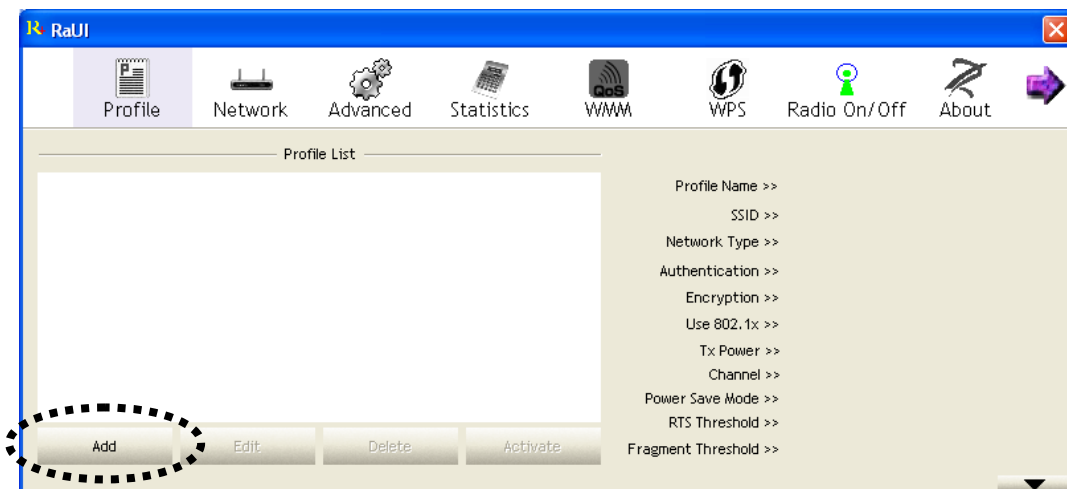 RaUI
Profile Network Advanced Statistics QoS WMM WPS Radio On/Off About
Profile List
Profile Name >>
SSID >>
Network Type >>
Authentication >>
Encryption >>
Use 802.1x >>
Tx Power >>
Channel >>
Power Save Mode >>
RTS Threshold >>
Fragment Threshold >>
Add Edit Delete Activate